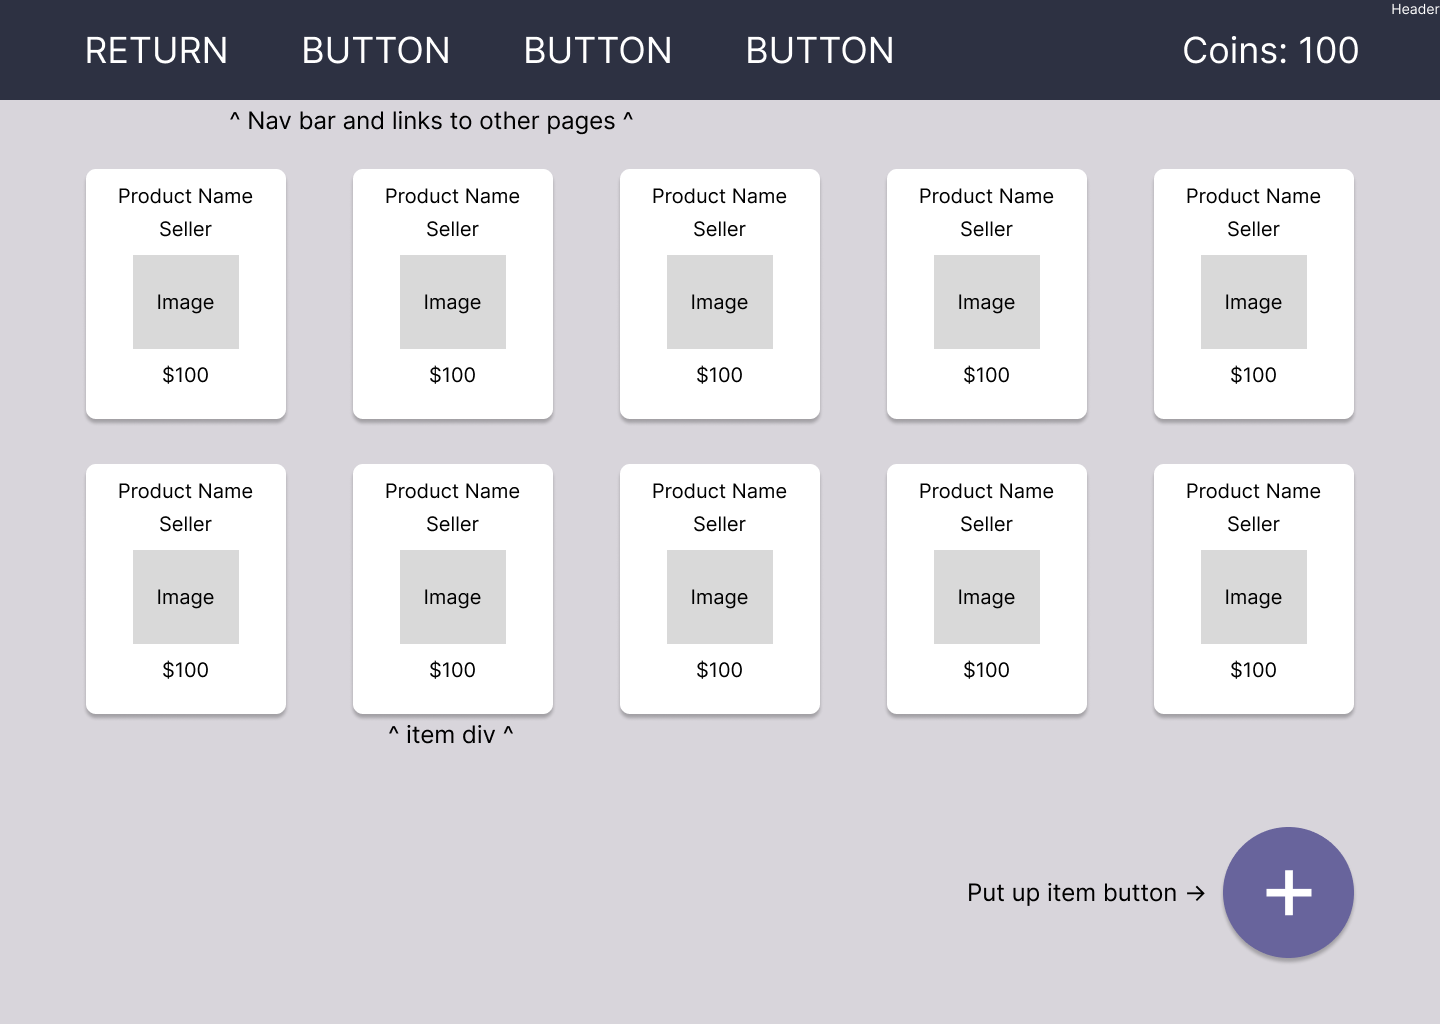 Header
RETURN BUTTON BUTTON BUTTON Coins: 100
^ Nav bar and links to other pages ^
Product Name Product Name Product Name Product Name Product Name
Seller Seller Seller Seller Seller
Image Image Image Image Image
$100 $100 $100 $100 $100
Product Name Product Name Product Name Product Name Product Name
Seller Seller Seller Seller Seller
Image Image Image Image Image
$100 $100 $100 $100 $100
^ item div ^
Put up item button → +